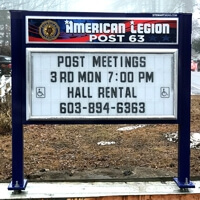 American Legion
POST 63
POST MEETINGS
3RD MON 7:00 PM
HALL RENTAL
603-894-6363